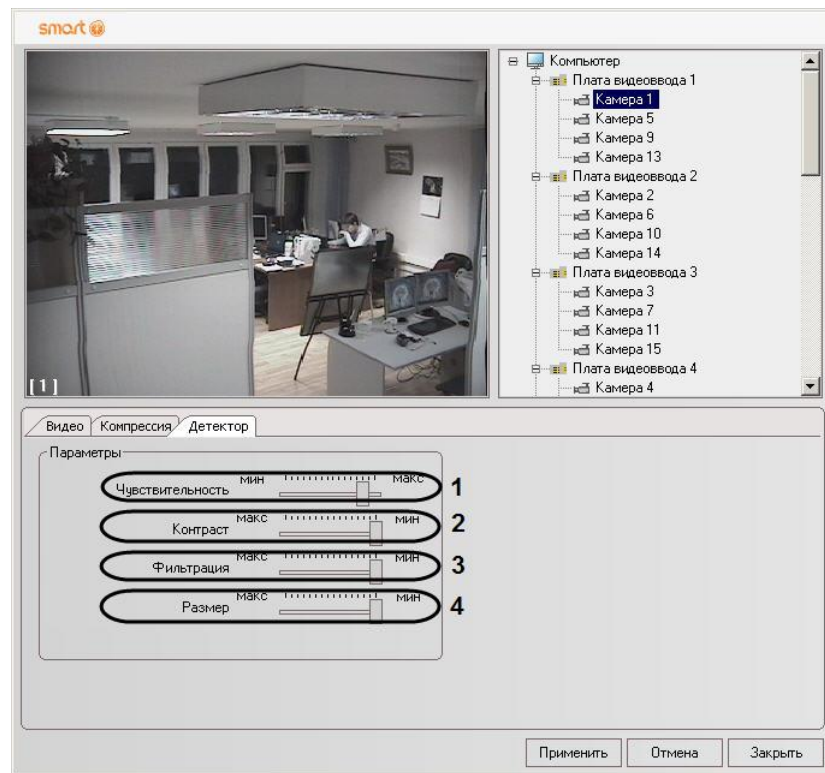 smart
Компьютер
Плата видеоввода 1
Камера 1
Камера 5
Камера 9
Камера 13
Плата видеоввода 2
Камера 2
Камера 6
Камера 10
Камера 14
Плата видеоввода 3
Камера 3
Камера 7
Камера 11
Камера 15
Плата видеоввода 4
Камера 4
[1]
Видео Компрессия Детектор
Параметры
Чувствительность мин макс 1
Контраст макс мин 2
Фильтрация макс мин 3
Размер макс мин 4
Применить Отмена Закрыть